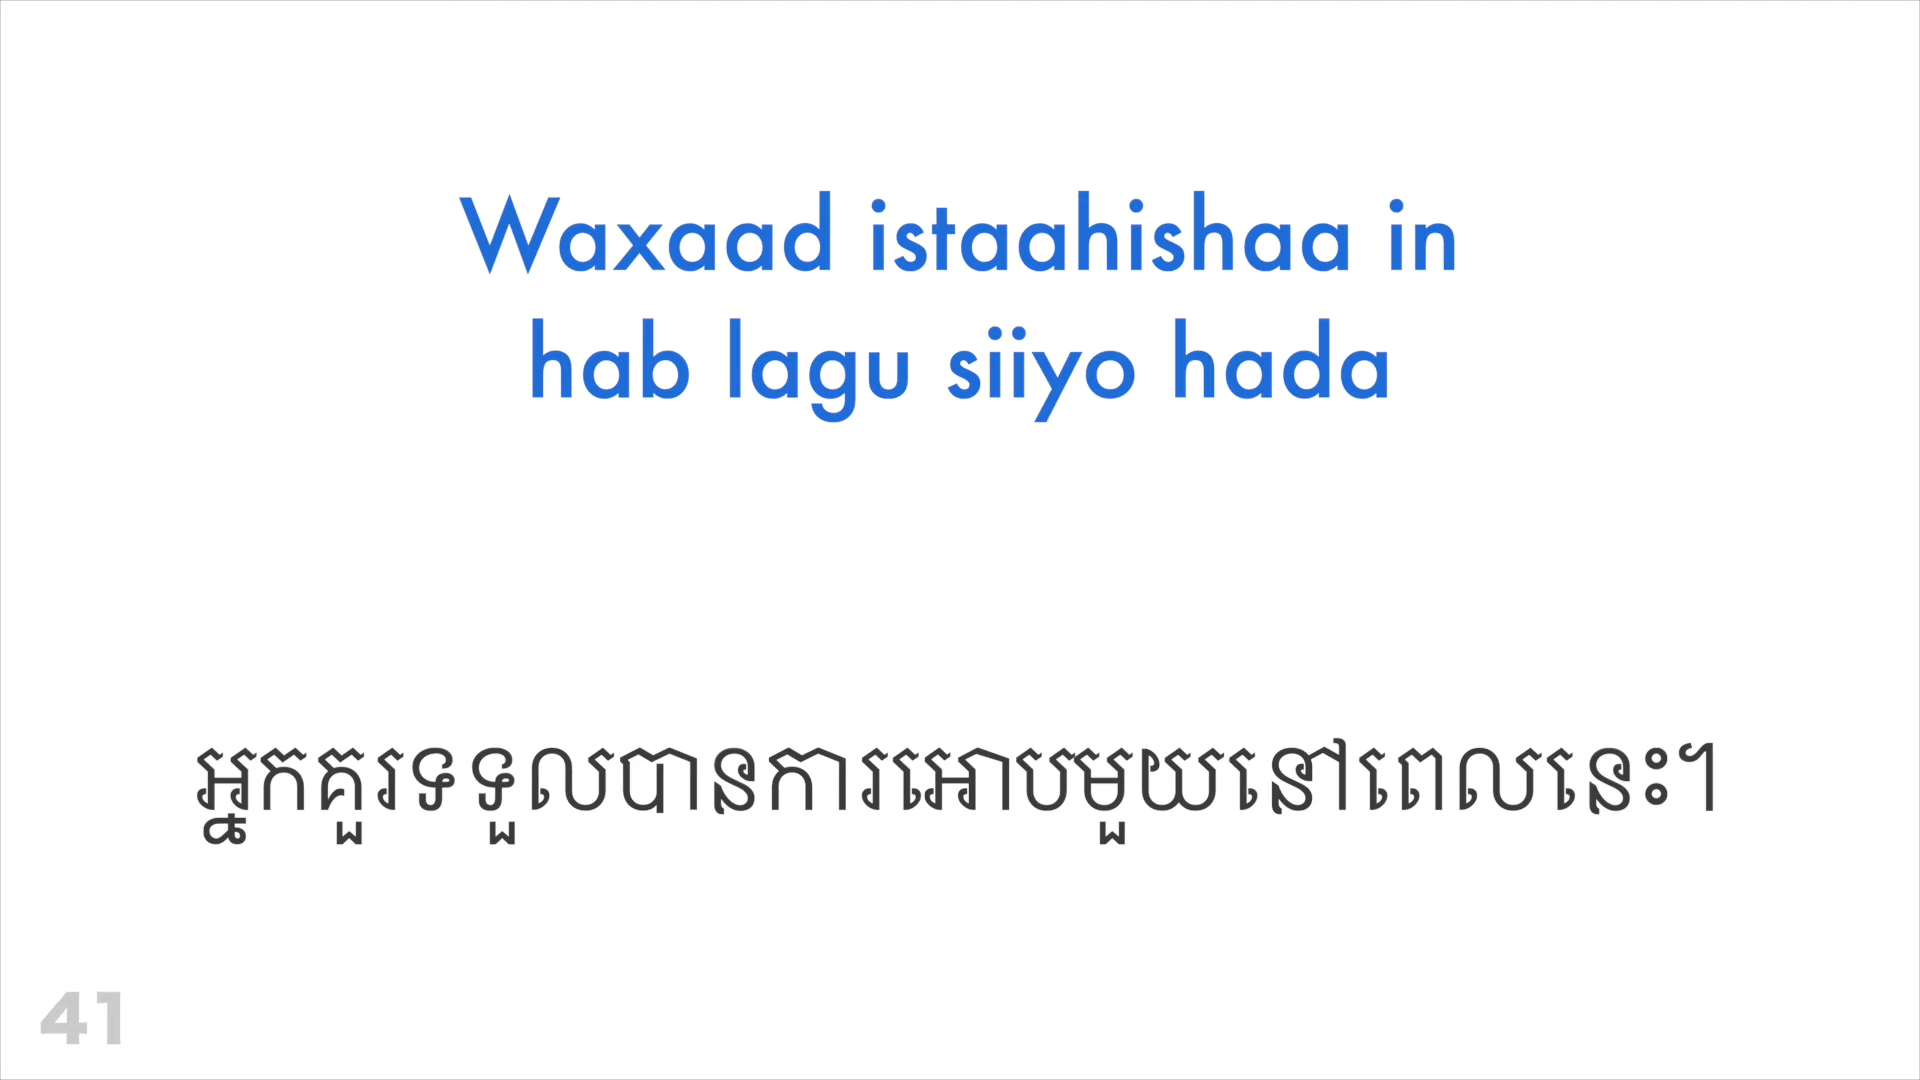 Waxaad istaahishaa in
hab lagu siiyo hada
អ្នកគួរទទួលបានការអោបមួយនៅពេលនេះ។
41